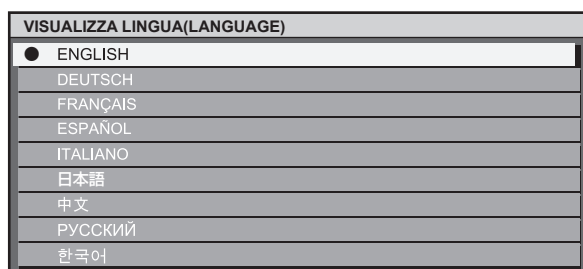 VISUALIZZA LINGUA(LANGUAGE)
ENGLISH
DEUTSCH
FRANÇAIS
ESPAÑOL
ITALIANO
日本語
中文
РУССКИЙ
한국어